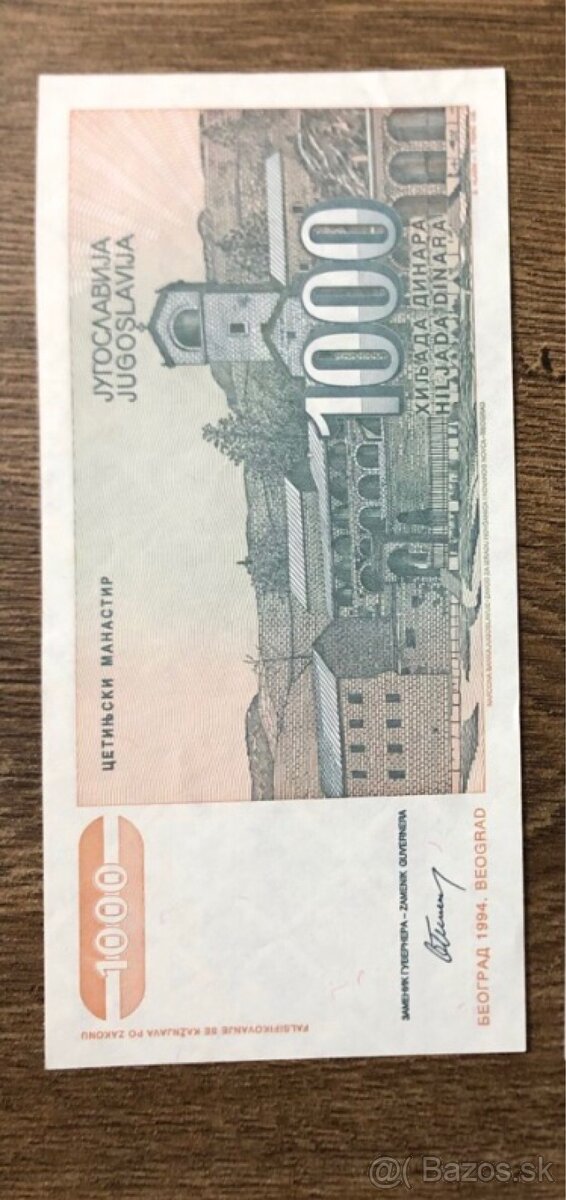 1000
ЦЕТИЊСКИ МАНАСТИР
ЈУГОСЛАВИЈА
JUGOSLAVIJA
1000
ХИЉАДА ДИНАРА
HILJADA DINARA
ЗАМЕНИК ГУВЕРНЕРА – ZAMENIK GUVERNERA
БЕОГРАД 1994. BEOGRAD
FALSIFIKOVANJE SE KAŽNJAVA PO ZAKONU
@( Bazos.sk